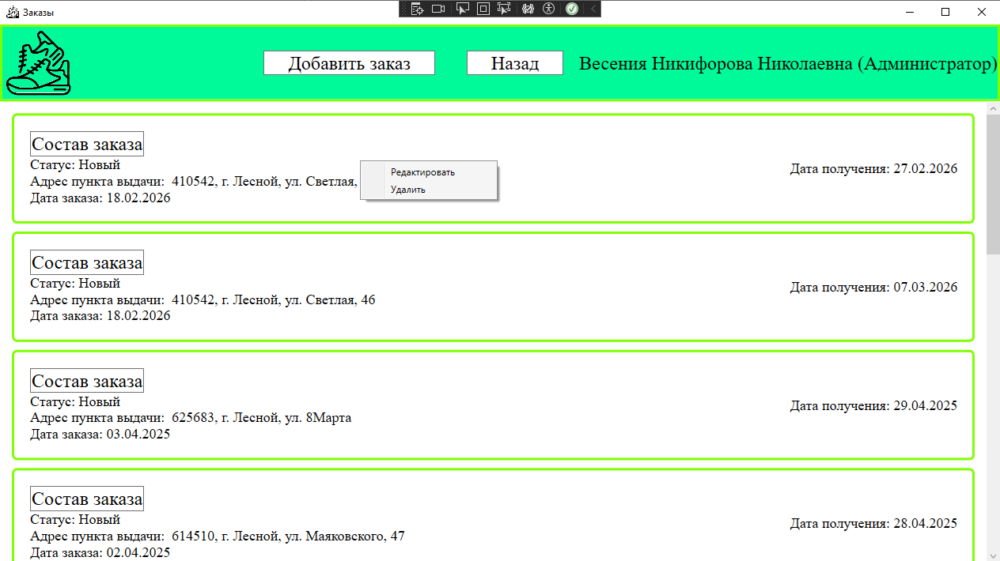 Заказы
Добавить заказ
Назад
Весения Никифорова Николаевна (Администратор)
Состав заказа
Статус: Новый
Адрес пункта выдачи: 410542, г. Лесной, ул. Светлая,
Дата заказа: 18.02.2026
Дата получения: 27.02.2026
Редактировать
Удалить
Состав заказа
Статус: Новый
Адрес пункта выдачи: 410542, г. Лесной, ул. Светлая, 46
Дата заказа: 18.02.2026
Дата получения: 07.03.2026
Состав заказа
Статус: Новый
Адрес пункта выдачи: 625683, г. Лесной, ул. 8Марта
Дата заказа: 03.04.2025
Дата получения: 29.04.2025
Состав заказа
Статус: Новый
Адрес пункта выдачи: 614510, г. Лесной, ул. Маяковского, 47
Дата заказа: 02.04.2025
Дата получения: 28.04.2025